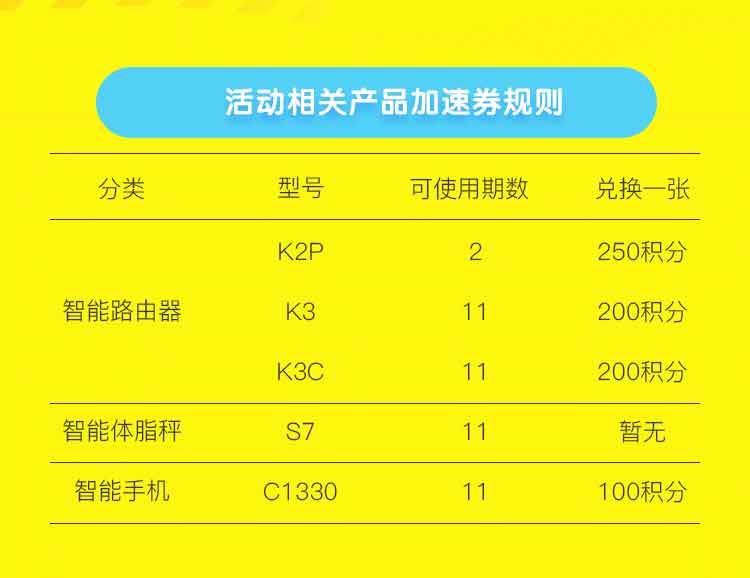 活动相关产品加速券规则
分类 型号 可使用期数 兑换一张
K2P 2 250积分
智能路由器 K3 11 200积分
K3C 11 200积分
智能体脂秤 S7 11 暂无
智能手机 C1330 11 100积分